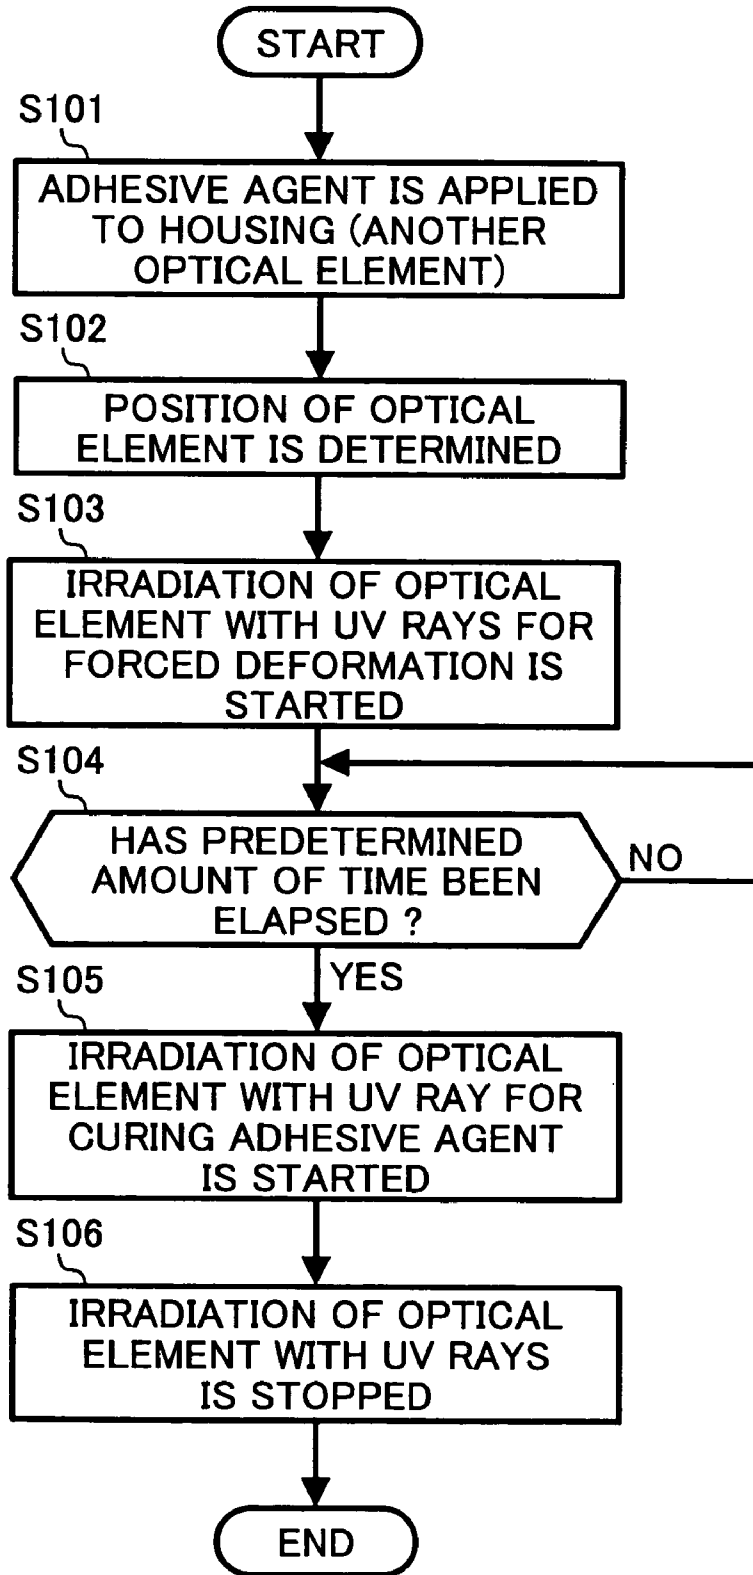 START
S101
ADHESIVE AGENT IS APPLIED
TO HOUSING (ANOTHER
OPTICAL ELEMENT)
S102
POSITION OF OPTICAL
ELEMENT IS DETERMINED
S103
IRRADIATION OF OPTICAL
ELEMENT WITH UV RAYS FOR
FORCED DEFORMATION IS
STARTED
S104
HAS PREDETERMINED
AMOUNT OF TIME BEEN
ELAPSED ?
NO
YES
S105
IRRADIATION OF OPTICAL
ELEMENT WITH UV RAY FOR
CURING ADHESIVE AGENT
IS STARTED
S106
IRRADIATION OF OPTICAL
ELEMENT WITH UV RAYS
IS STOPPED
END